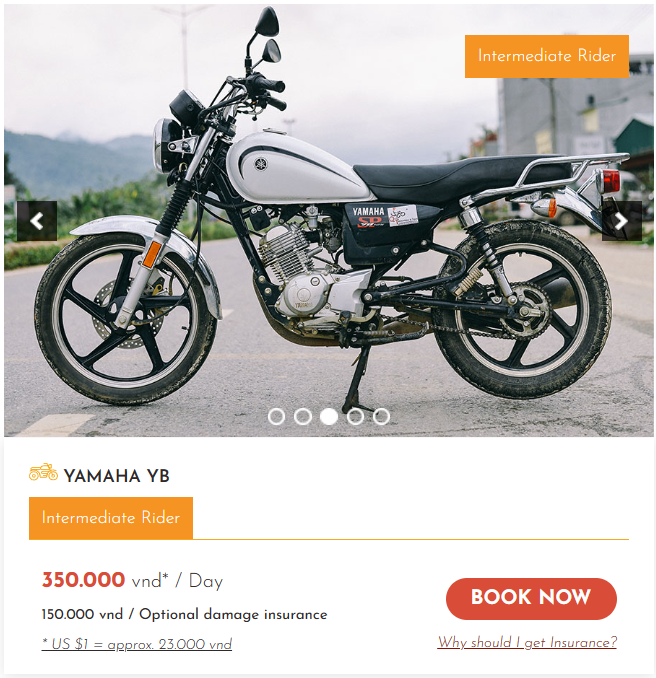 Intermediate Rider
YAMAHA
SP
YAMAHA YB
Intermediate Rider
350.000 vnd* / Day
150.000 vnd / Optional damage insurance
* US $1 = approx. 23.000 vnd
BOOK NOW
Why should I get Insurance?